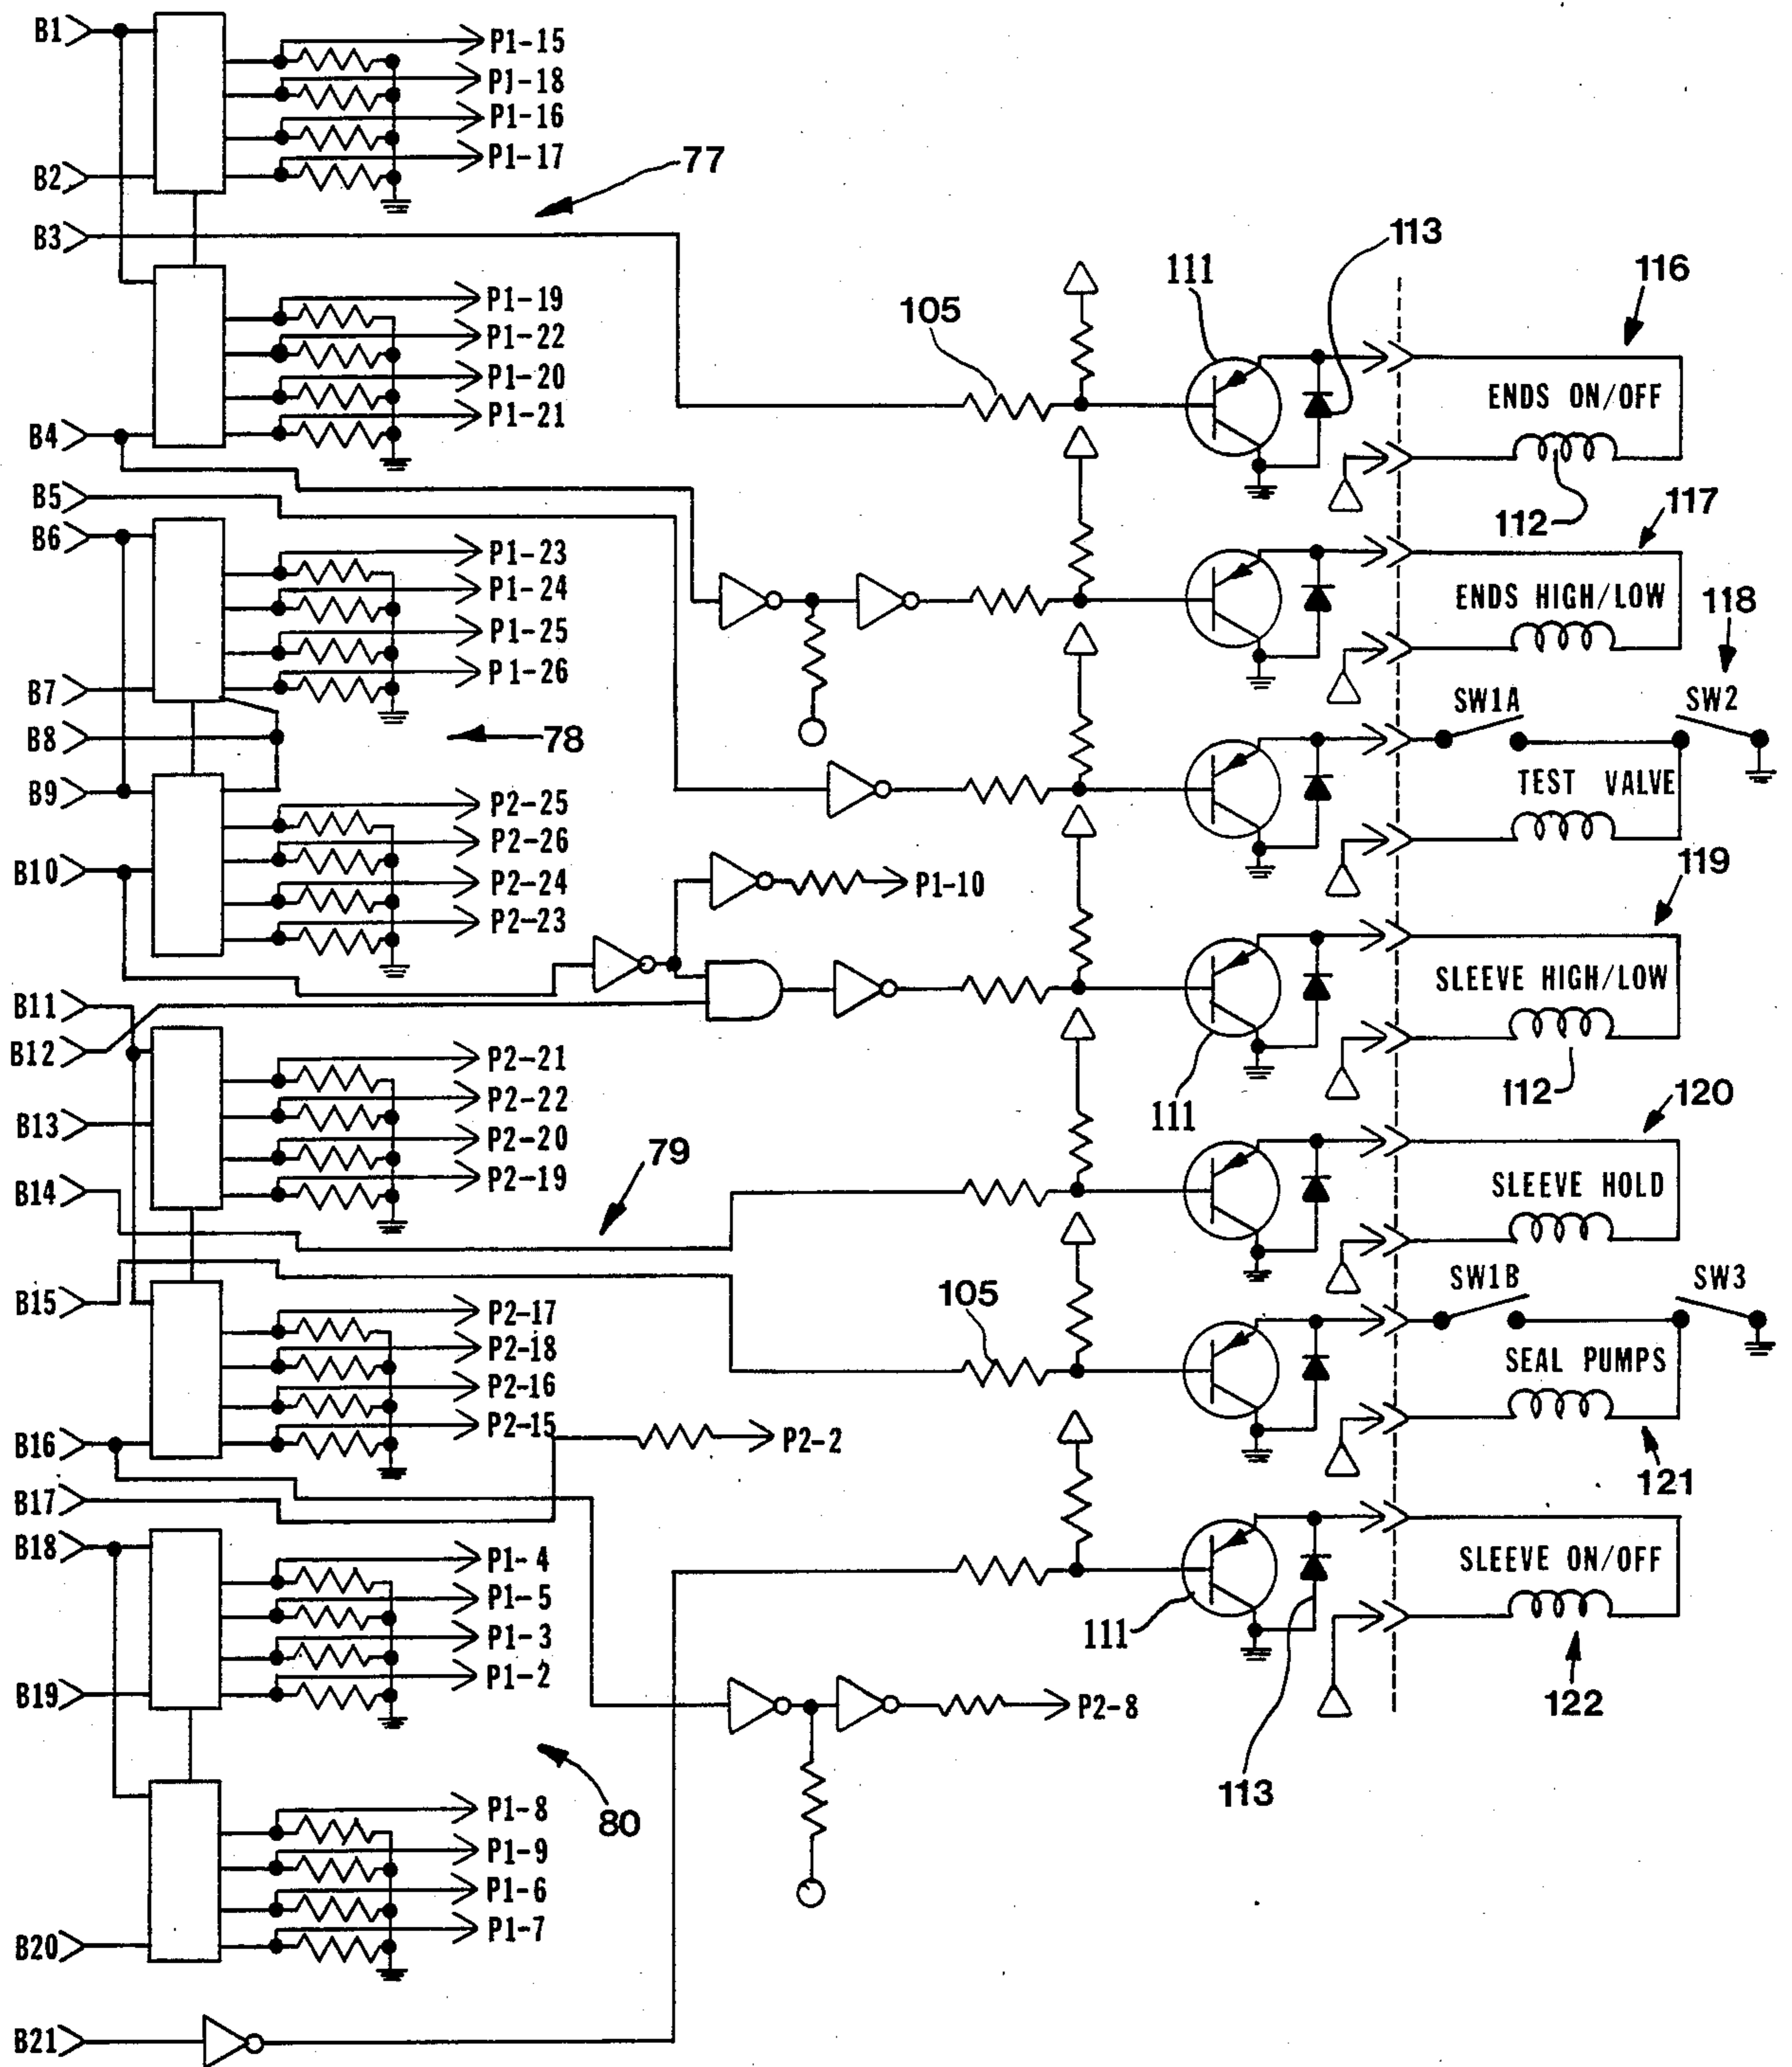 B1
P1-15
P1-18
P1-16
P1-17
B2
77
B3
113
111
116
P1-19
P1-22
P1-20
P1-21
105
ENDS ON/OFF
B4
B5
112
117
B6
P1-23
P1-24
P1-25
P1-26
ENDS HIGH/LOW
118
B7
SW1A
SW2
B8
78
B9
TEST VALVE
P2-25
P2-26
P2-24
P2-23
B10
P1-10
119
SLEEVE HIGH/LOW
B11
B12
P2-21
P2-22
P2-20
P2-19
B13
111
112
120
79
B14
SLEEVE HOLD
B15
SW1B
SW3
105
P2-17
P2-18
P2-16
P2-15
SEAL PUMPS
B16
P2-2
121
B17
B18
P1-4
P1-5
P1-3
P1-2
SLEEVE ON/OFF
111
B19
122
P2-8
113
80
P1-8
P1-9
P1-6
P1-7
B20
B21